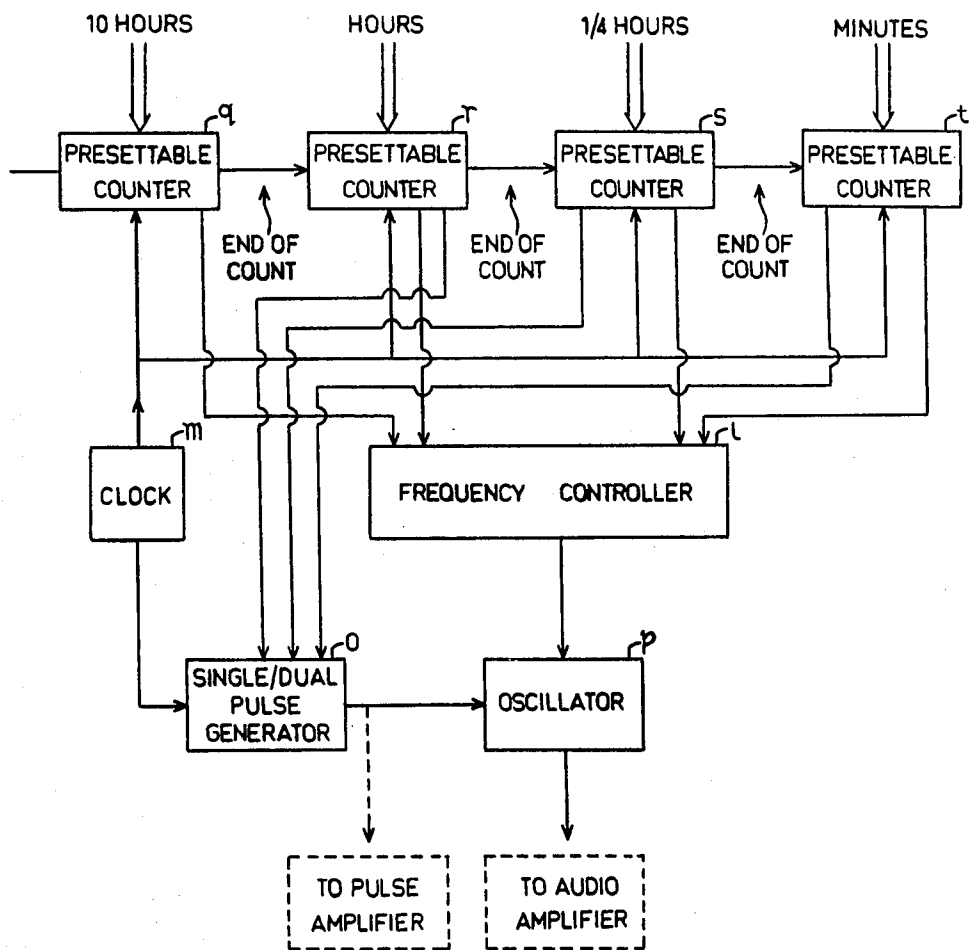 10 HOURS
HOURS
1/4 HOURS
MINUTES
q
r
s
t
PRESETTABLE
COUNTER
PRESETTABLE
COUNTER
PRESETTABLE
COUNTER
PRESETTABLE
COUNTER
END OF
COUNT
END OF
COUNT
END OF
COUNT
m
CLOCK
l
FREQUENCY CONTROLLER
o
SINGLE/DUAL
PULSE
GENERATOR
p
OSCILLATOR
TO PULSE
AMPLIFIER
TO AUDIO
AMPLIFIER